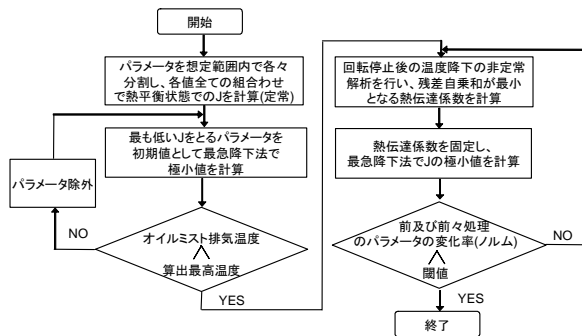 開始
パラメータを想定範囲内で各々
分割し、各値全ての組合わせ
で熱平衡状態でのJを計算(定常)
最も低いJをとるパラメータを
初期値として最急降下法で
極小値を計算
パラメータ除外
NO
オイルミスト排気温度
∧
算出最高温度
YES
回転停止後の温度降下の非定常
解析を行い、残差自乗和が最小
となる熱伝達係数を計算
熱伝達係数を固定し、
最急降下法でJの極小値を計算
前及び前々処理
のパラメータの変化率(ノルム)
∧
閾値
NO
YES
終了